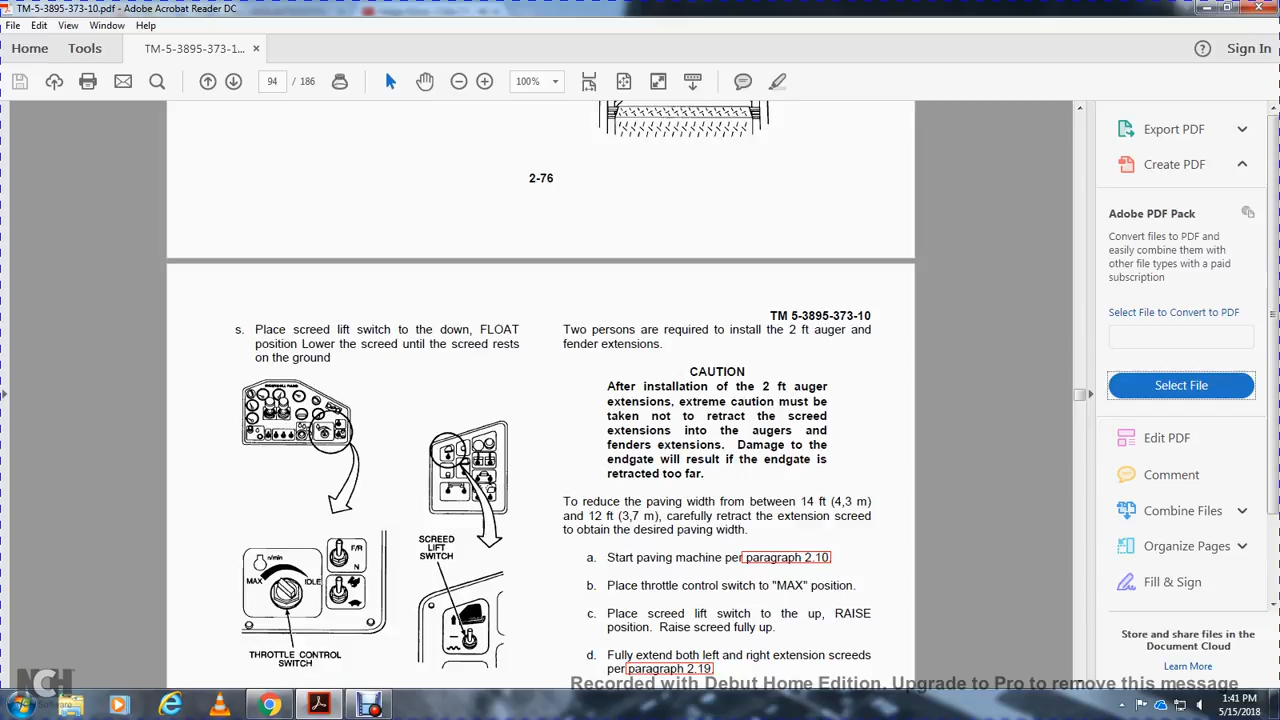 TM-5-3895-373-10.pdf - Adobe Acrobat Reader DC
File Edit View Window Help
Home Tools TM-5-3895-373-1... × Sign In
94 / 186 100%
2-76
TM 5-3895-373-10
s. Place screed lift switch to the down, FLOAT
position Lower the screed until the screed rests
on the ground
n/min
MAX
IDLE
F/R
N
THROTTLE CONTROL
SWITCH
SCREED
LIFT
SWITCH
Two persons are required to install the 2 ft auger and
fender extensions.
CAUTION
After installation of the 2 ft auger
extensions, extreme caution must be
taken not to retract the screed
extensions into the augers and
fenders extensions. Damage to the
endgate will result if the endgate is
retracted too far.
To reduce the paving width from between 14 ft (4,3 m)
and 12 ft (3,7 m), carefully retract the extension screed
to obtain the desired paving width.
a. Start paving machine per paragraph 2.10
b. Place throttle control switch to "MAX" position.
c. Place screed lift switch to the up, RAISE
position. Raise screed fully up.
d. Fully extend both left and right extension screeds
per paragraph 2.19
Export PDF
Create PDF
Adobe PDF Pack
Convert files to PDF and
easily combine them with
other file types with a paid
subscription
Select File to Convert to PDF
Select File
Edit PDF
Comment
Combine Files
Organize Pages
Fill & Sign
Store and share files in the
Document Cloud
Learn More
Recorded with Debut Home Edition. Upgrade to Pro to remove this message
NCH
Software
1:41 PM
5/15/2018